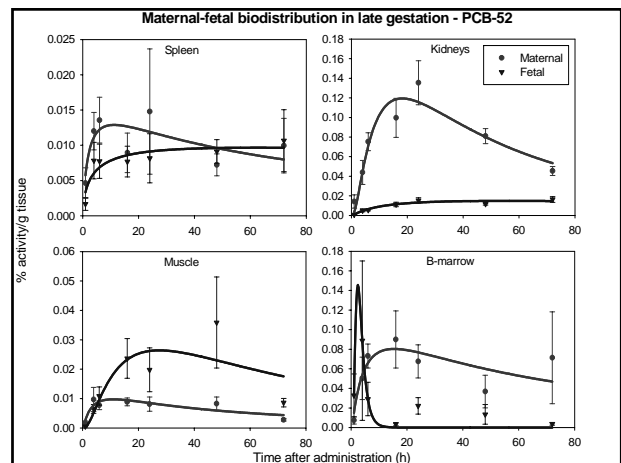 Maternal-fetal biodistribution in late gestation - PCB-52
Spleen
0.025
0.020
0.015
0.010
0.005
0.000
0 20 40 60 80
Kidneys
Maternal
Fetal
0.18
0.16
0.14
0.12
0.10
0.08
0.06
0.04
0.02
0.00
0 20 40 60 80
% activity/g tissue
Muscle
0.06
0.05
0.04
0.03
0.02
0.01
0.00
0 20 40 60 80
B-marrow
0.18
0.16
0.14
0.12
0.10
0.08
0.06
0.04
0.02
0.00
0 20 40 60 80
Time after administration (h)